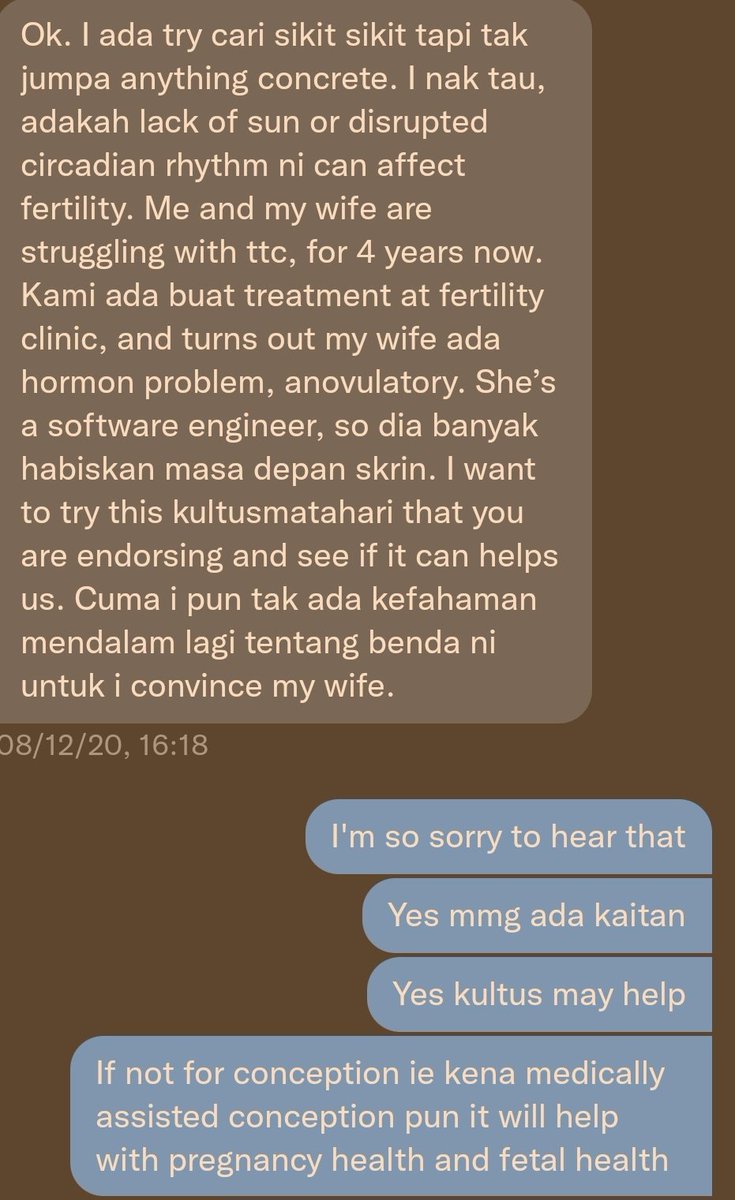 Ok. I ada try cari sikit sikit tapi tak
jumpa anything concrete. I nak tau,
adakah lack of sun or disrupted
circadian rhythm ni can affect
fertility. Me and my wife are
struggling with ttc, for 4 years now.
Kami ada buat treatment at fertility
clinic, and turns out my wife ada
hormon problem, anovulatory. She’s
a software engineer, so dia banyak
habiskan masa depan skrin. I want
to try this kultusmatahari that you
are endorsing and see if it can helps
us. Cuma i pun tak ada kefahaman
mendalam lagi tentang benda ni
untuk i convince my wife.
08/12/20, 16:18
I'm so sorry to hear that
Yes mmg ada kaitan
Yes kultus may help
If not for conception ie kena medically
assisted conception pun it will help
with pregnancy health and fetal health